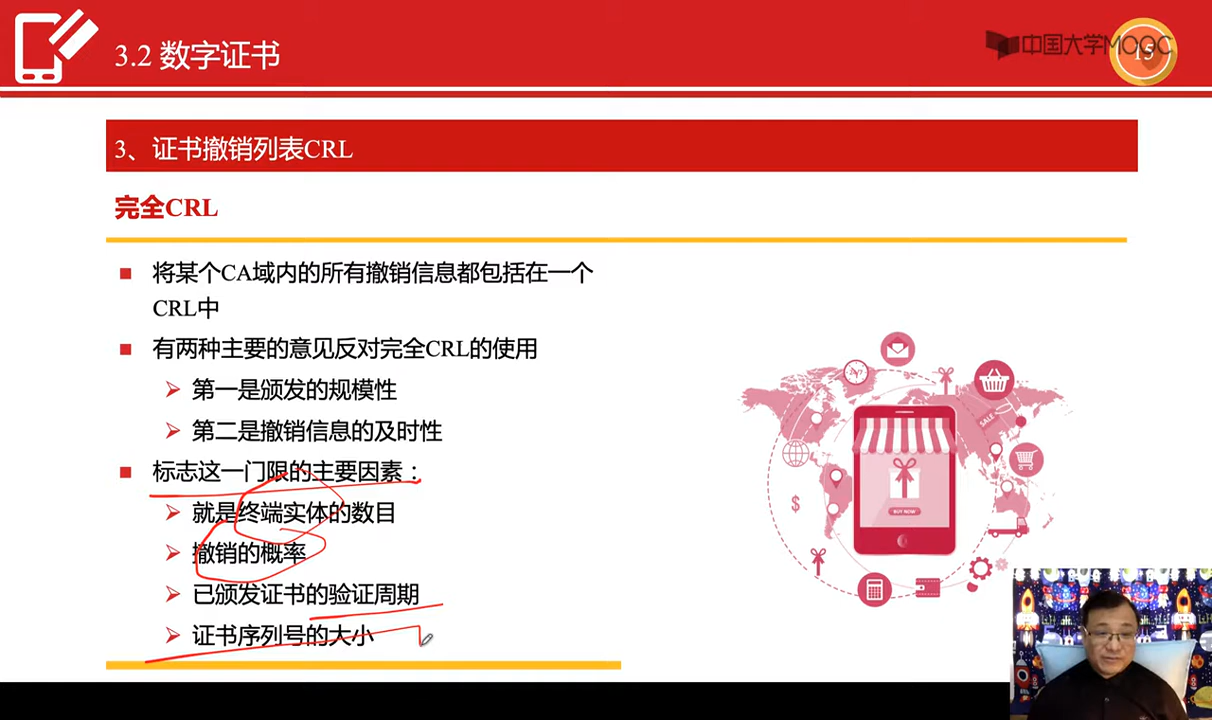 3.2 数字证书
中国大学MOOC
15
3、证书撤销列表CRL
完全CRL
将某个CA域内的所有撤销信息都包括在一个
CRL中
有两种主要的意见反对完全CRL的使用
第一是颁发的规模性
第二是撤销信息的及时性
标志这一门限的主要因素：
就是终端实体的数目
撤销的概率
已颁发证书的验证周期
证书序列号的大小
24/7
SALE
$
BUY NOW